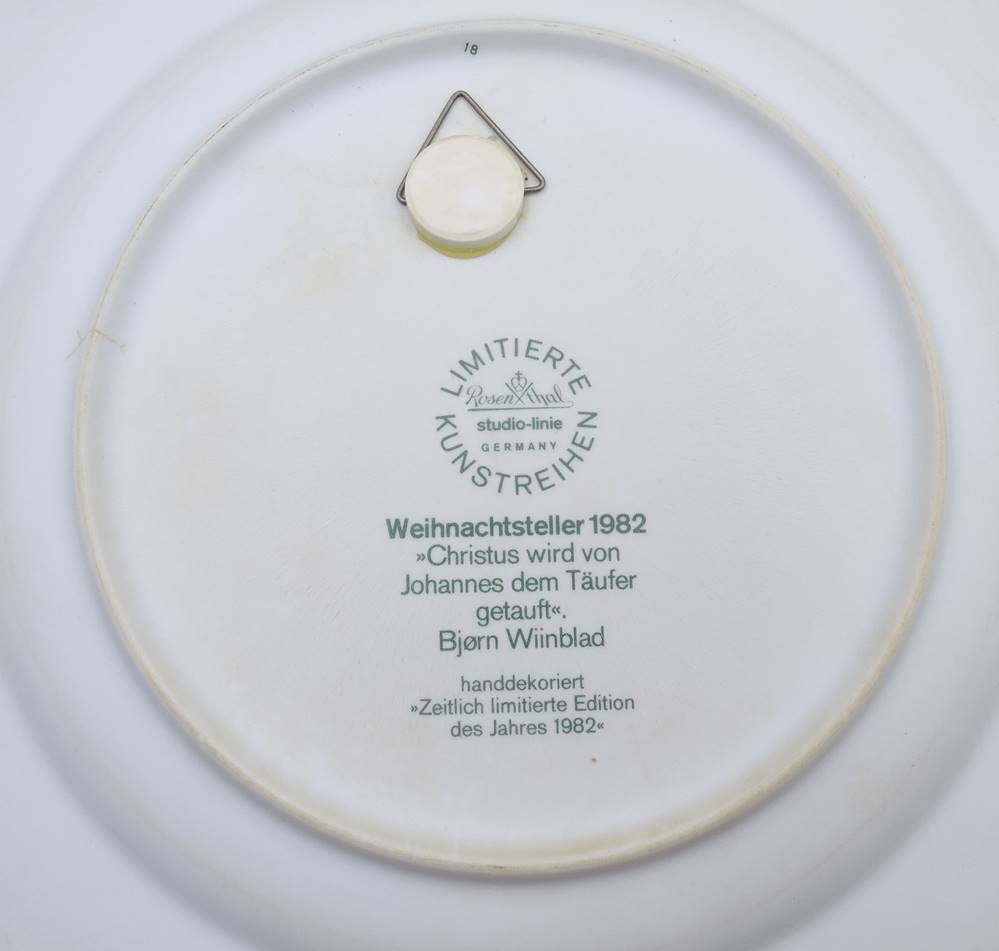 18
LIMITIERTE
Rosenthal
studio-linie
GERMANY
KUNSTREIHEN
Weihnachtsteller 1982
»Christus wird von
Johannes dem Täufer
getauft«.
Bjørn Wiinblad
handdekoriert
»Zeitlich limitierte Edition
des Jahres 1982«